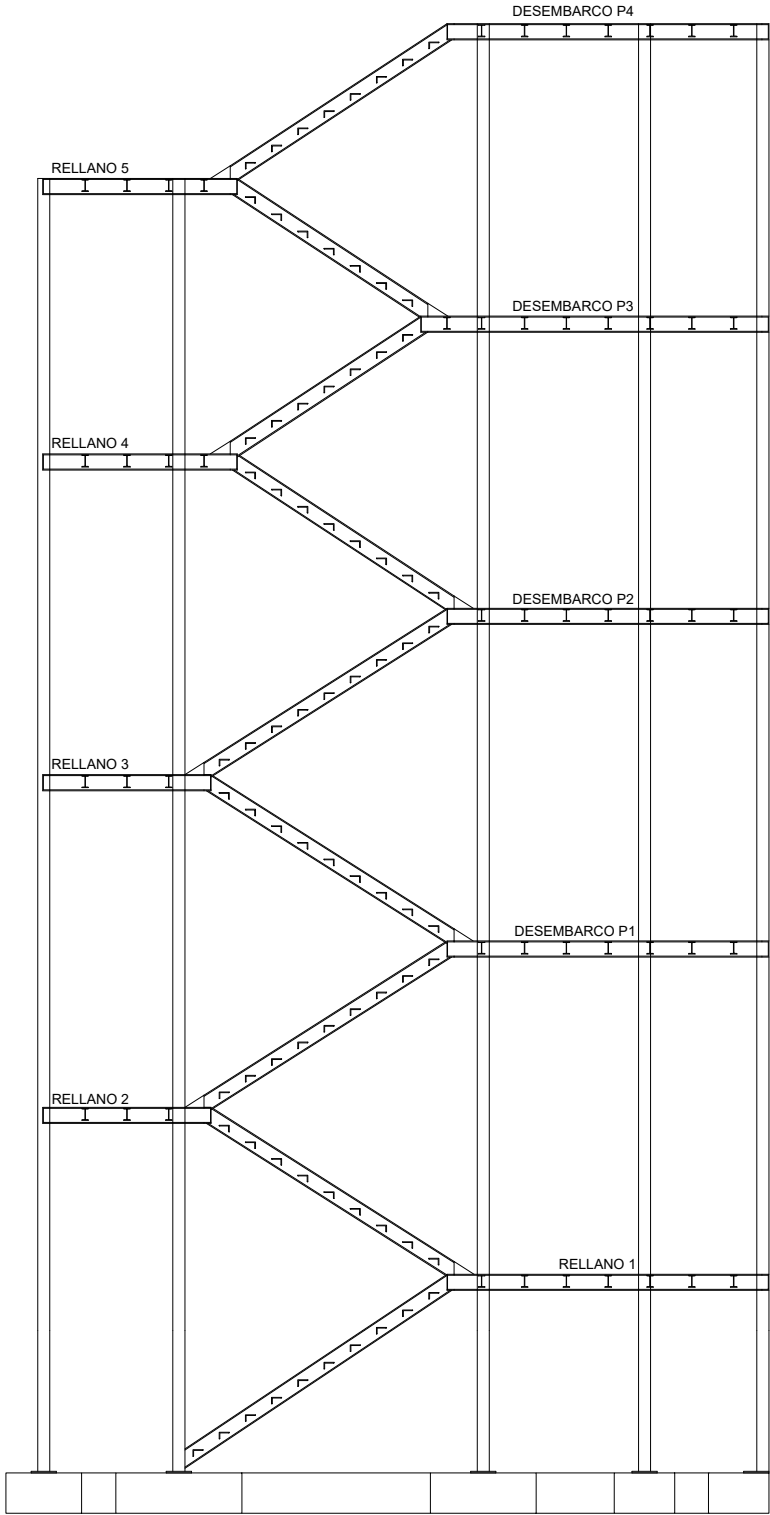 DESEMBARCO P4
RELLANO 5
DESEMBARCO P3
RELLANO 4
DESEMBARCO P2
RELLANO 3
DESEMBARCO P1
RELLANO 2
RELLANO 1